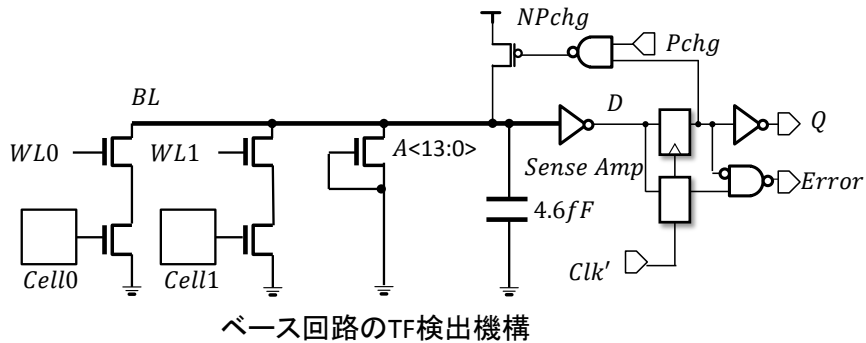 NPchg
Pchg
BL
D
Q
WL0
WL1
A<13:0>
Sense Amp
Error
4.6fF
Cell0
Cell1
Clk'
ベース回路のTF検出機構